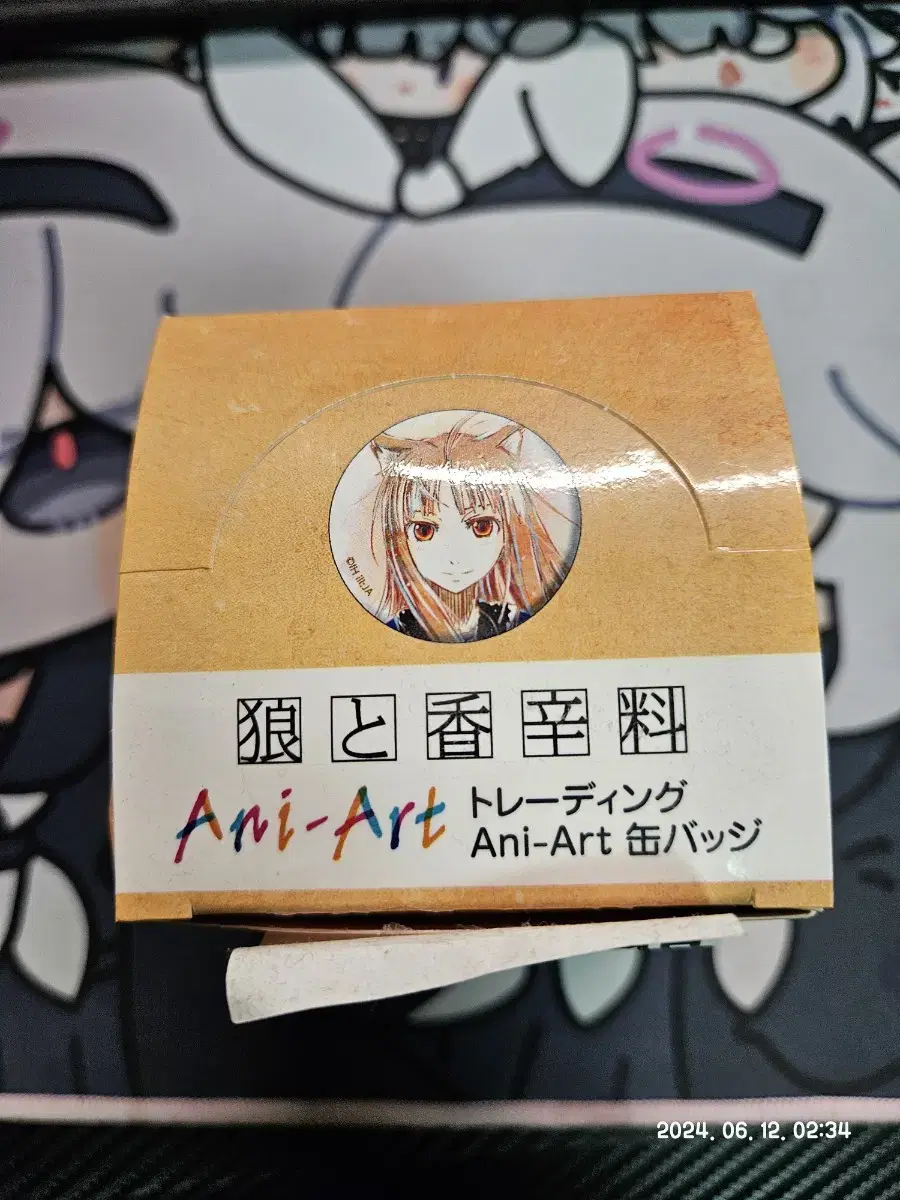 狼と香辛料
Ani-Art トレーディング
Ani-Art 缶バッジ
2024. 06. 12. 02:34